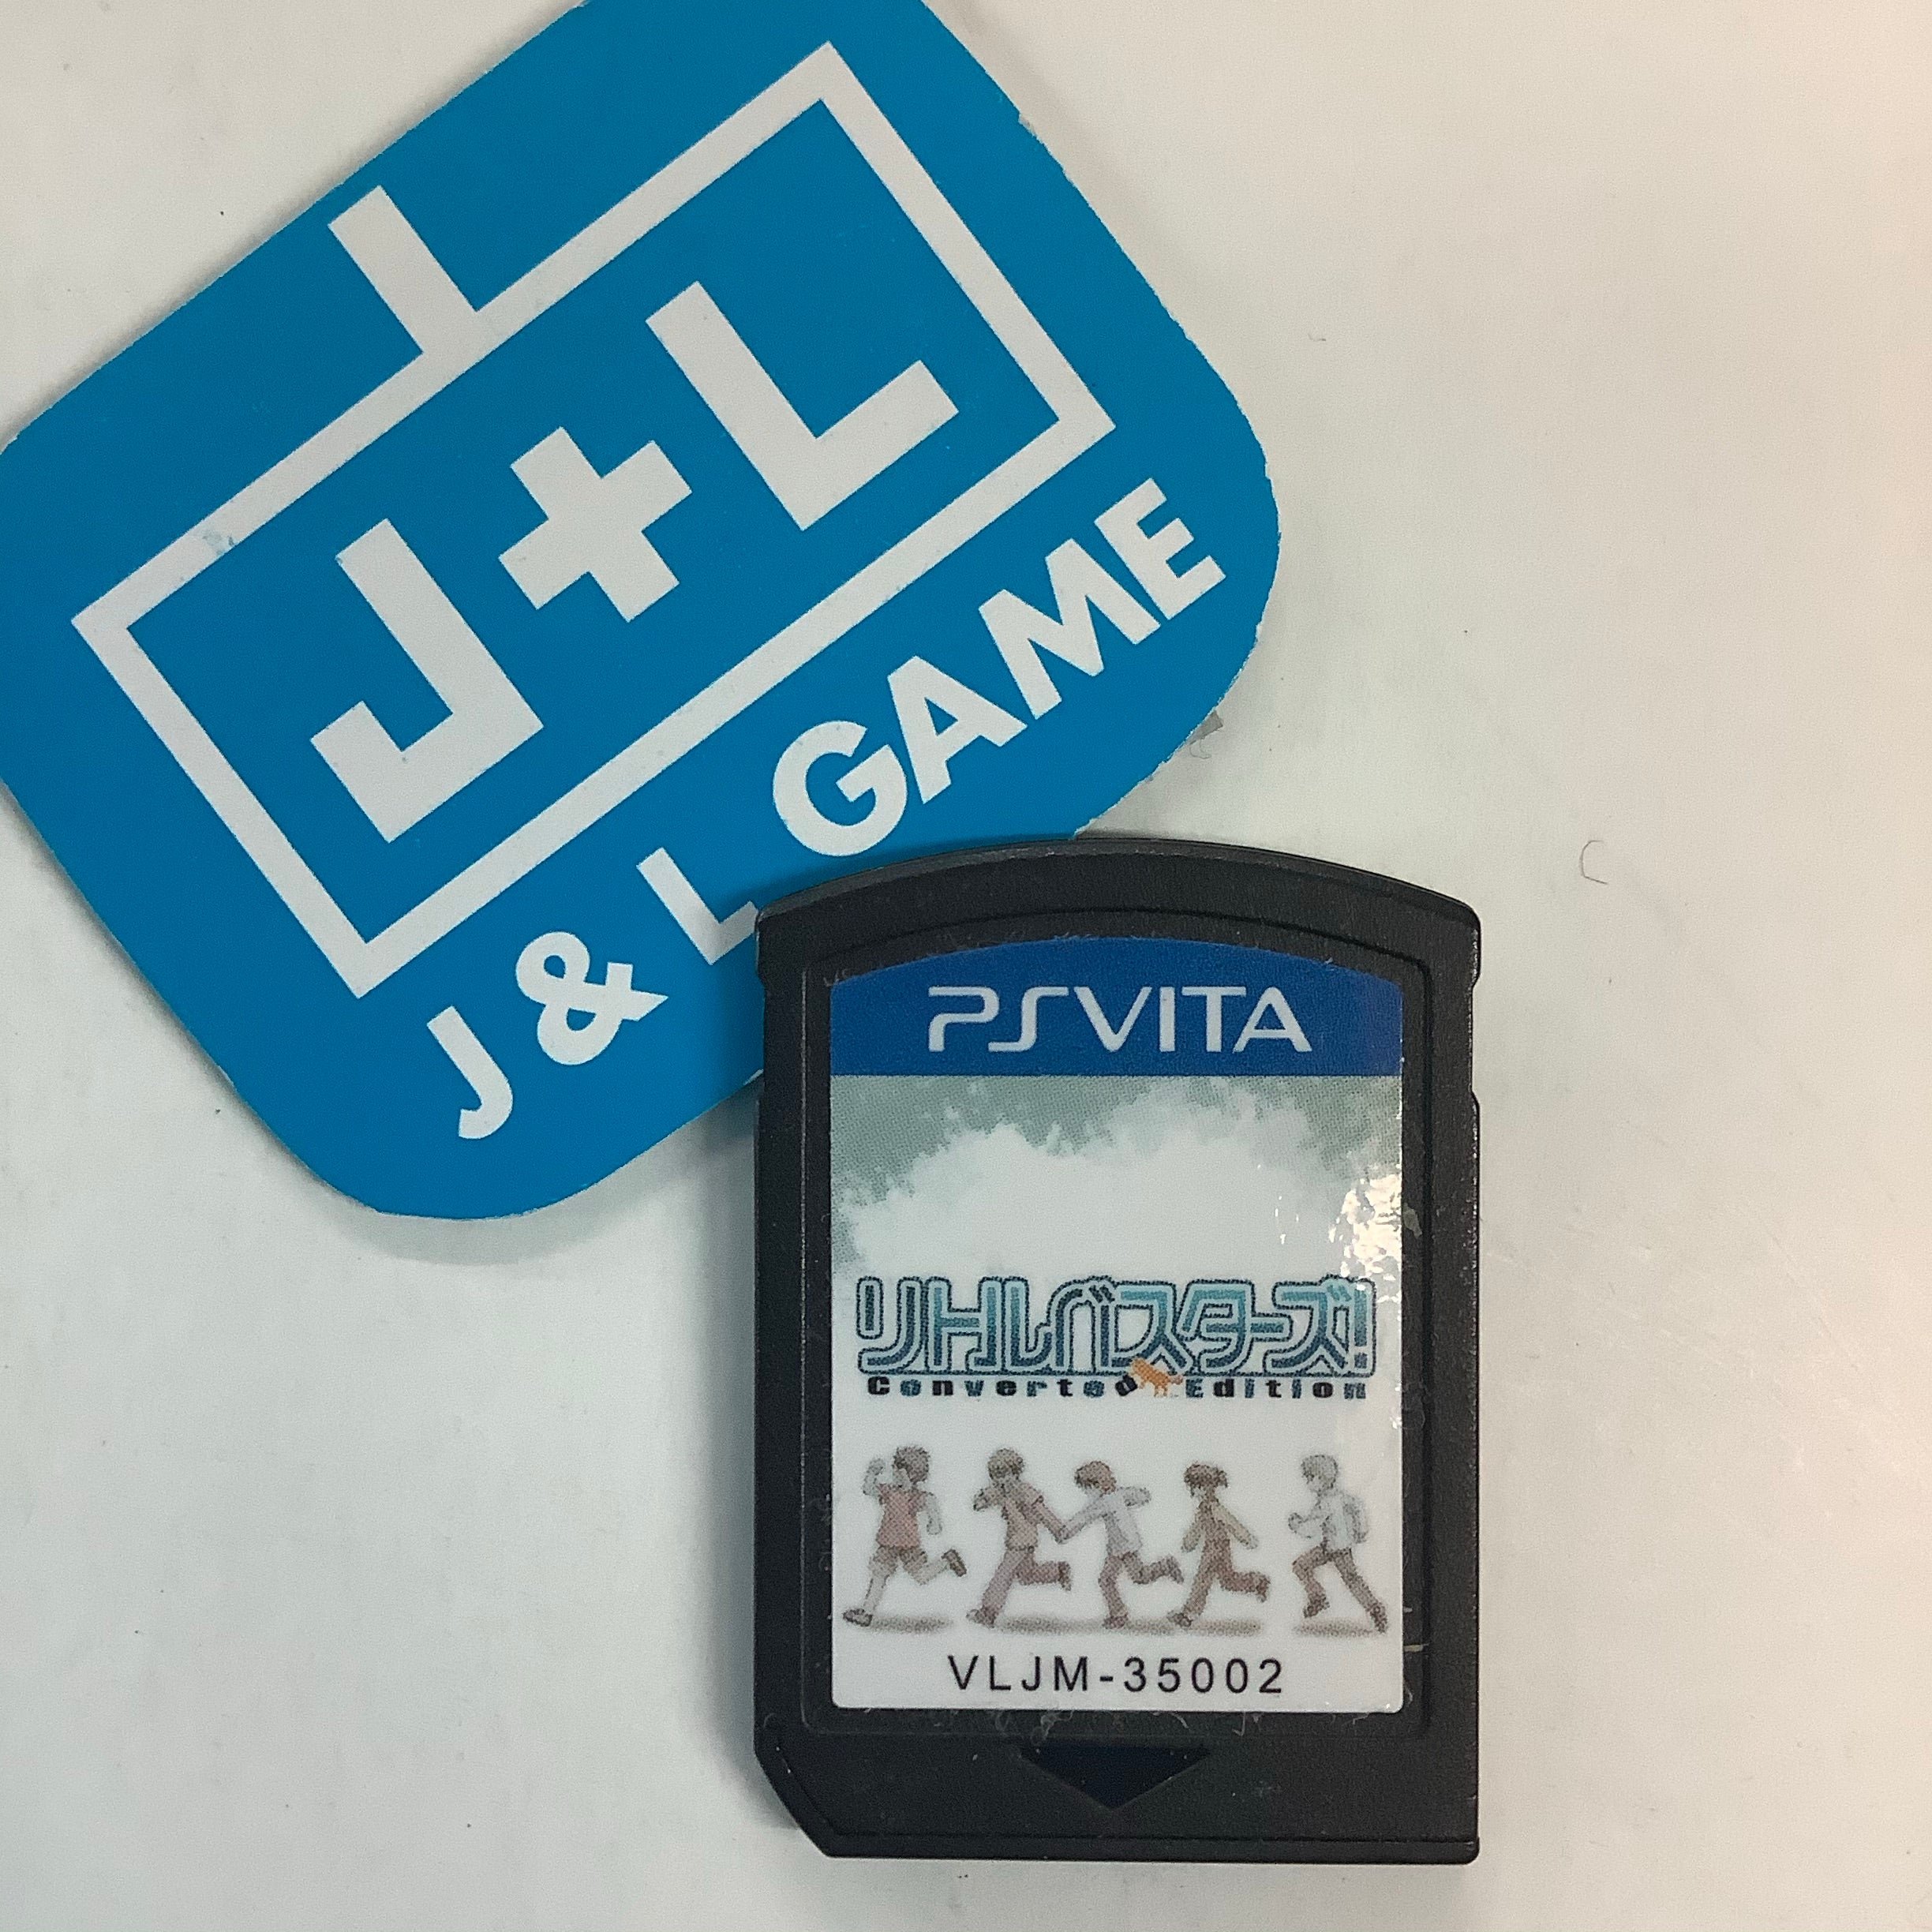 J+L
J & L GAME
PSVITA
リトルバスターズ!
Converted Edition
VLJM-35002